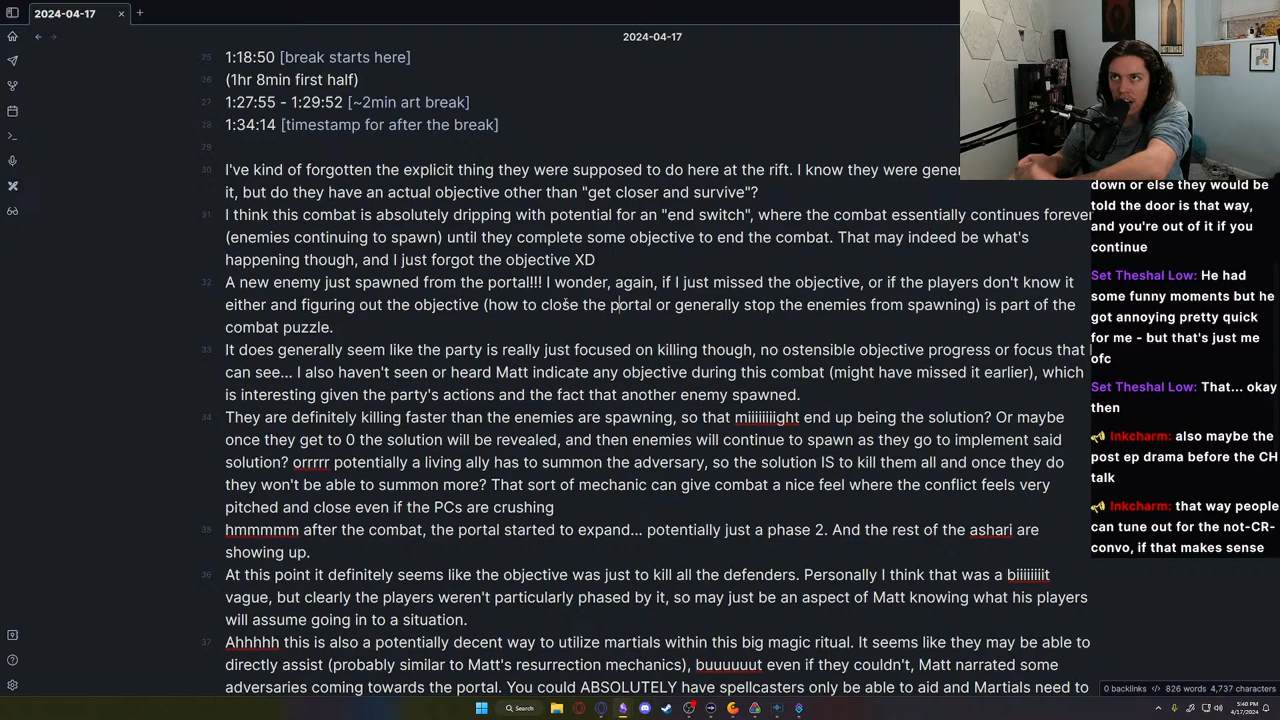 2024-04-17
2024-04-17
25 1:18:50 [break starts here]
26 (1hr 8min first half)
27 1:27:55 - 1:29:52 [~2min art break]
28 1:34:14 [timestamp for after the break]
29
30 I've kind of forgotten the explicit thing they were supposed to do here at the rift. I know they were gener
it, but do they have an actual objective other than "get closer and survive"?
31 I think this combat is absolutely dripping with potential for an "end switch", where the combat essentially continues forever
(enemies continuing to spawn) until they complete some objective to end the combat. That may indeed be what's
happening though, and I just forgot the objective XD
32 A new enemy just spawned from the portal!!! I wonder, again, if I just missed the objective, or if the players don't know it
either and figuring out the objective (how to close the portal or generally stop the enemies from spawning) is part of the
combat puzzle.
33 It does generally seem like the party is really just focused on killing though, no ostensible objective progress or focus that I
can see... I also haven't seen or heard Matt indicate any objective during this combat (might have missed it earlier), which
is interesting given the party's actions and the fact that another enemy spawned.
34 They are definitely killing faster than the enemies are spawning, so that miiiiiiiight end up being the solution? Or maybe
once they get to 0 the solution will be revealed, and then enemies will continue to spawn as they go to implement said
solution? orrrrr potentially a living ally has to summon the adversary, so the solution IS to kill them all and once they do
they won't be able to summon more? That sort of mechanic can give combat a nice feel where the conflict feels very
pitched and close even if the PCs are crushing
35 hmmmmm after the combat, the portal started to expand... potentially just a phase 2. And the rest of the ashari are
showing up.
36 At this point it definitely seems like the objective was just to kill all the defenders. Personally I think that was a biiiiiiiit
vague, but clearly the players weren't particularly phased by it, so may just be an aspect of Matt knowing what his players
will assume going in to a situation.
37 Ahhhhh this is also a potentially decent way to utilize martials within this big magic ritual. It seems like they may be able to
directly assist (probably similar to Matt's resurrection mechanics), buuuuuut even if they couldn't, Matt narrated some
adversaries coming towards the portal. You could ABSOLUTELY have spellcasters only be able to aid and Martials need to
down or else they would be
told the door is that way,
and you're out of it if you
continue
Set Theshal Low: He had
some funny moments but he
got annoying pretty quick
for me - but that's just me
ofc
Set Theshal Low: That... okay
then
Inkcharm: also maybe the
post ep drama before the CH
talk
Inkcharm: that way people
can tune out for the not-CR-
convo, if that makes sense
0 backlinks 826 words 4,737 characters
Search
5:40 PM
4/17/2024